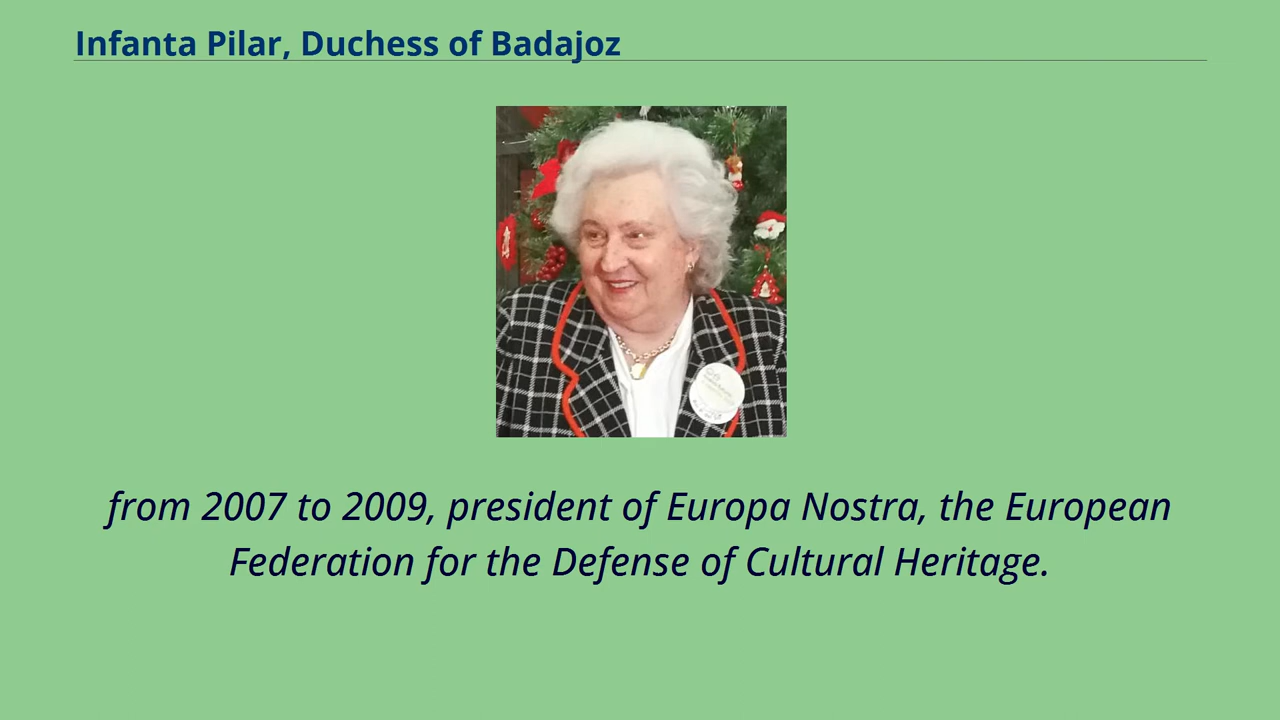 Infanta Pilar, Duchess of Badajoz
from 2007 to 2009, president of Europa Nostra, the European
Federation for the Defense of Cultural Heritage.